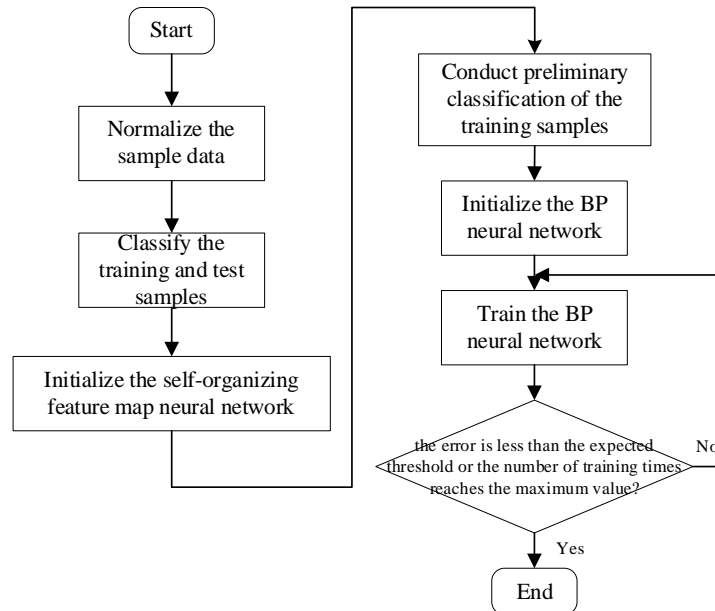 Start
Normalize the
sample data
Classify the
training and test
samples
Initialize the self-organizing
feature map neural network
Conduct preliminary
classification of the
training samples
Initialize the BP
neural network
Train the BP
neural network
the error is less than the expected
threshold or the number of training times
reaches the maximum value?
No
Yes
End